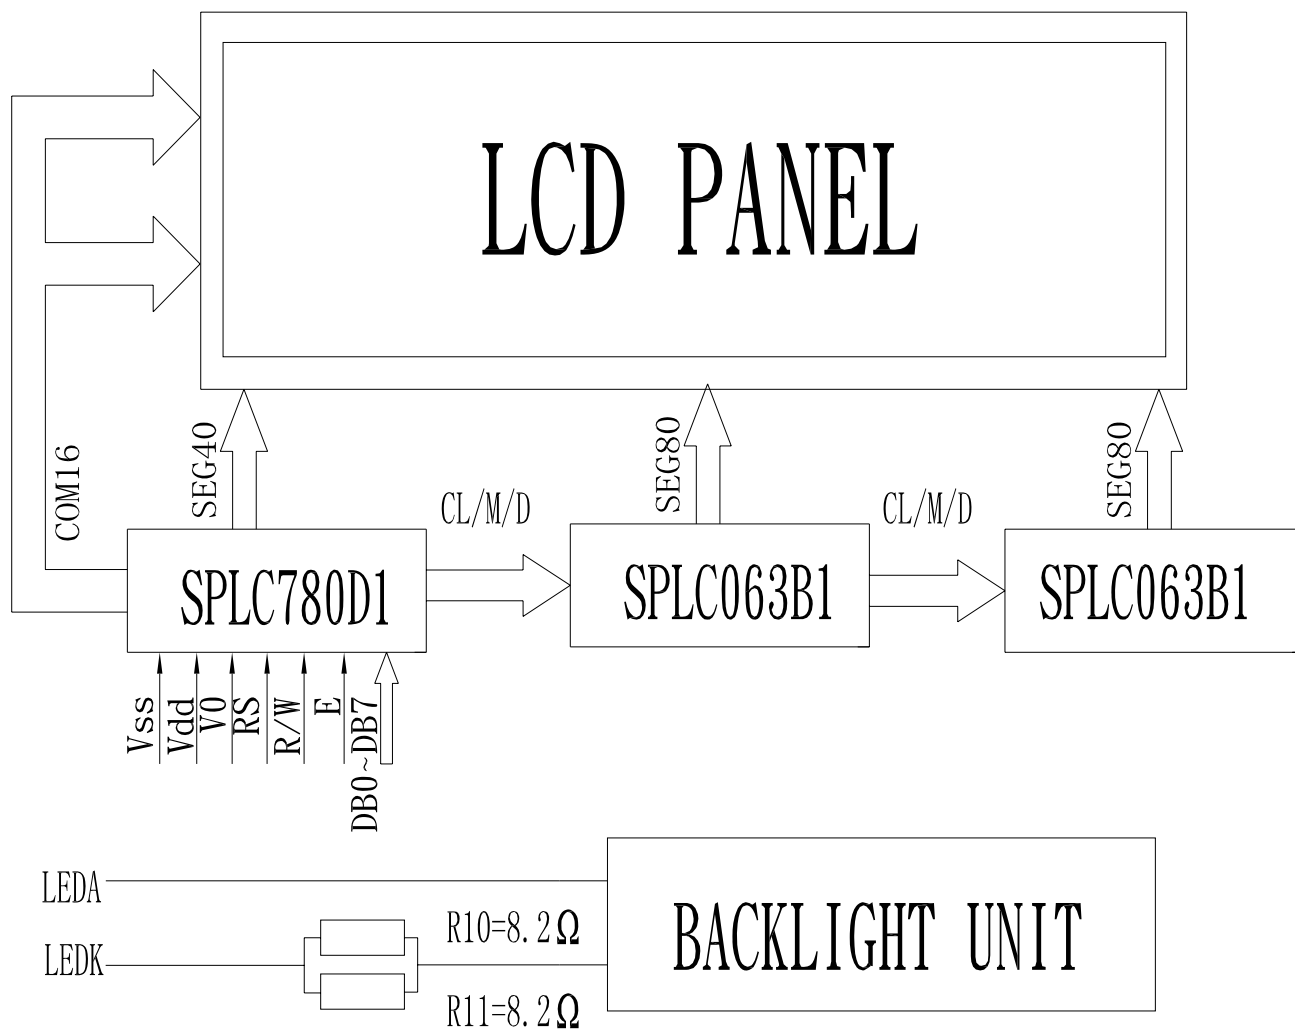 LCD PANEL
COM16
SEG40
SEG80
SEG80
CL/M/D
CL/M/D
SPLC780D1
SPLC063B1
SPLC063B1
Vss
Vdd
V0
RS
R/W
E
DB0~DB7
LEDA
R10=8.2Ω
BACKLIGHT UNIT
LEDK
R11=8.2Ω